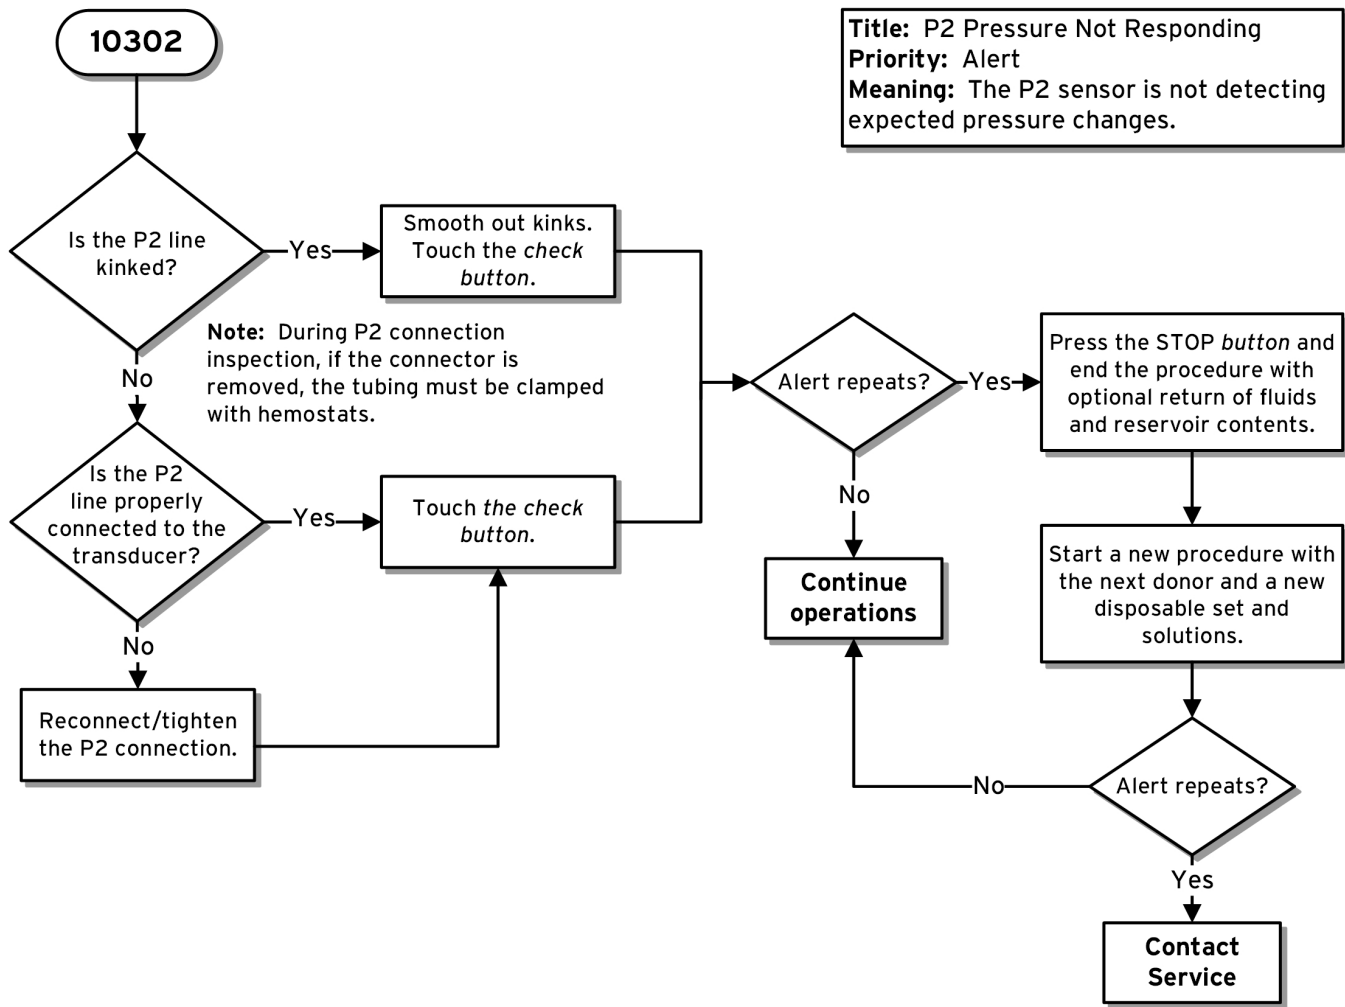 10302
Title: P2 Pressure Not Responding
Priority: Alert
Meaning: The P2 sensor is not detecting
expected pressure changes.
Is the P2 line
kinked?
Yes
Smooth out kinks.
Touch the check
button.
No
Note: During P2 connection
inspection, if the connector is
removed, the tubing must be clamped
with hemostats.
Is the P2
line properly
connected to the
transducer?
Yes
Touch the check
button.
No
Reconnect/tighten
the P2 connection.
Alert repeats?
Yes
Press the STOP button and
end the procedure with
optional return of fluids
and reservoir contents.
No
Continue
operations
Start a new procedure with
the next donor and a new
disposable set and
solutions.
Alert repeats?
No
Yes
Contact
Service